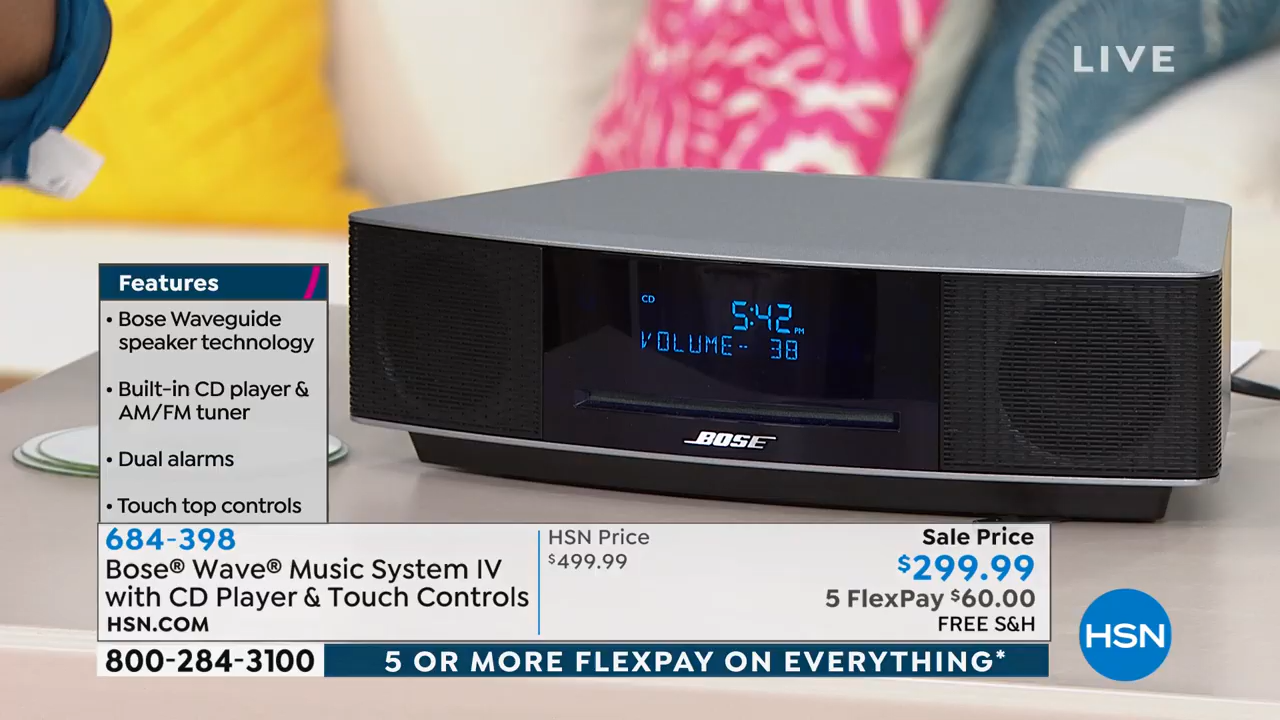 LIVE
Features
• Bose Waveguide
speaker technology
• Built-in CD player &
AM/FM tuner
• Dual alarms
• Touch top controls
CD
5:42 PM
VOLUME-- 38
BOSE
684-398
Bose® Wave® Music System IV
with CD Player & Touch Controls
HSN.COM
HSN Price
$499.99
Sale Price
$299.99
5 FlexPay $60.00
FREE S&H
HSN
800-284-3100
5 OR MORE FLEXPAY ON EVERYTHING*